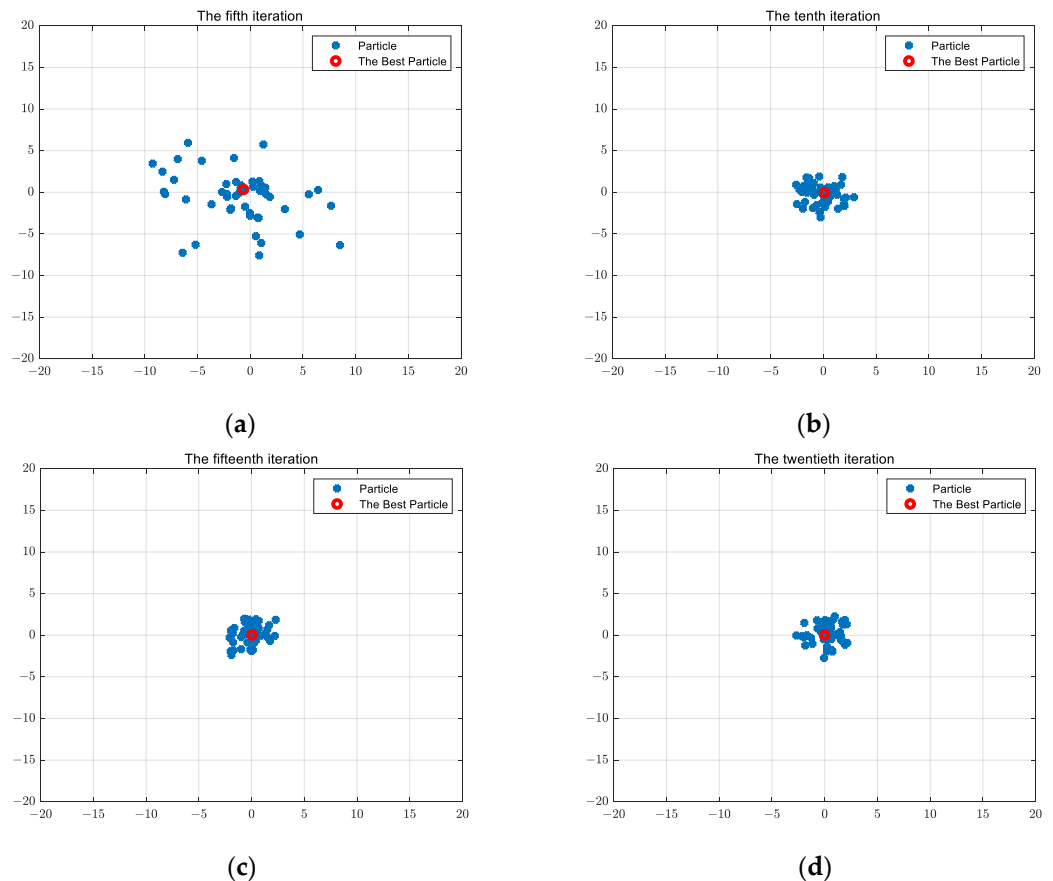 The fifth iteration
20
15
10
5
0
−5
−10
−15
−20
−20 −15 −10 −5 0 5 10 15 20
Particle
The Best Particle
(a)
The tenth iteration
20
15
10
5
0
−5
−10
−15
−20
−20 −15 −10 −5 0 5 10 15 20
Particle
The Best Particle
(b)
The fifteenth iteration
20
15
10
5
0
−5
−10
−15
−20
−20 −15 −10 −5 0 5 10 15 20
Particle
The Best Particle
(c)
The twentieth iteration
20
15
10
5
0
−5
−10
−15
−20
−20 −15 −10 −5 0 5 10 15 20
Particle
The Best Particle
(d)